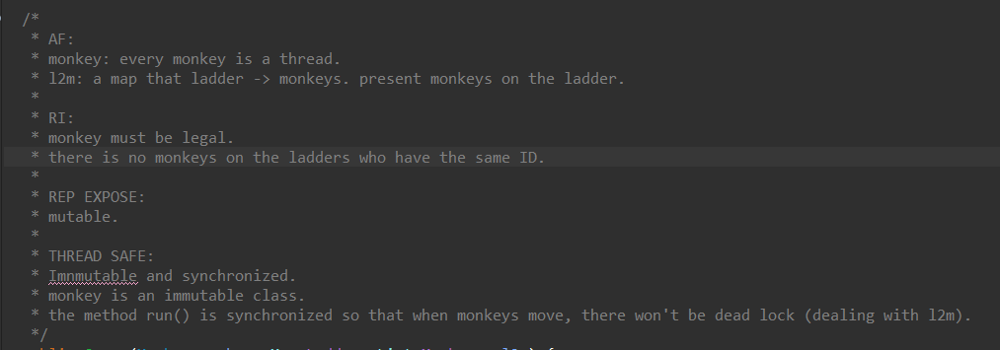 /*
* AF:
* monkey: every monkey is a thread.
* l2m: a map that ladder -> monkeys. present monkeys on the ladder.
*
* RI:
* monkey must be legal.
* there is no monkeys on the ladders who have the same ID.
*
* REP EXPOSE:
* mutable.
*
* THREAD SAFE:
* Imnmutable and synchronized.
* monkey is an immutable class.
* the method run() is synchronized so that when monkeys move, there won't be dead lock (dealing with l2m).
*/